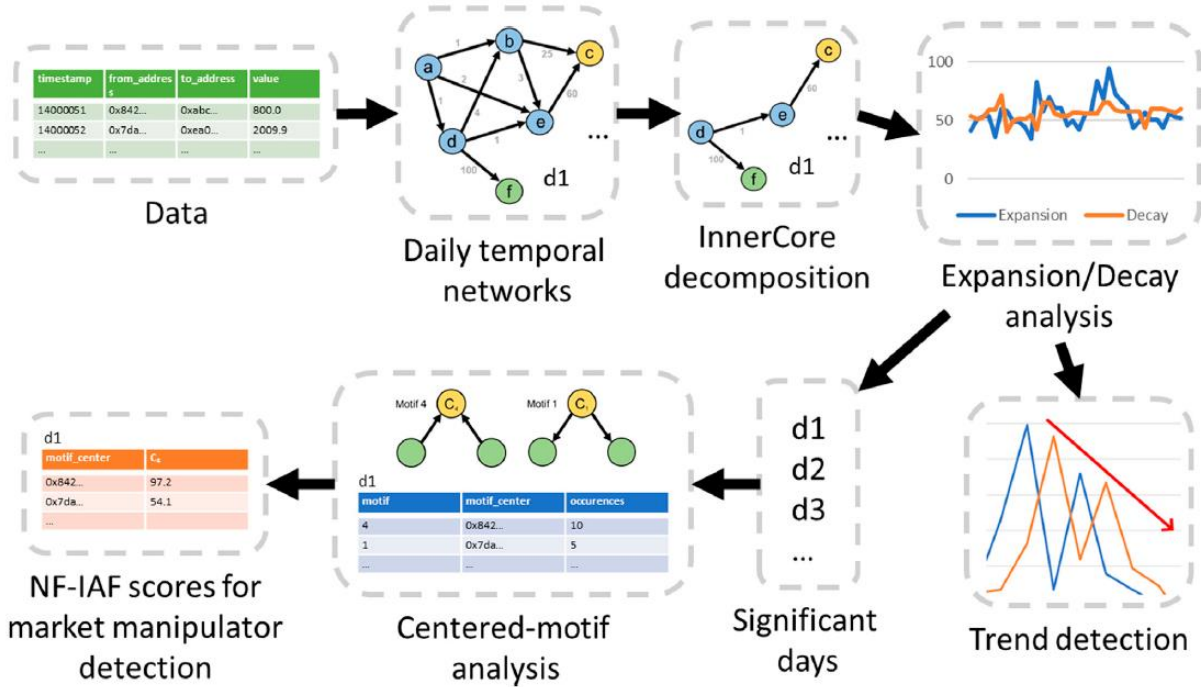 timestamp from_addres
s to_address value
14000051 0x842... 0xabc... 800.0
14000052 0x7da... 0xea0... 2009.9
... ... ... ...
Data
a b c d e f
1 25 2 3 60 1 4 1 100
...
d1
Daily temporal
networks
c e d f
60 1 100
...
d1
InnerCore
decomposition
100
50
0
Expansion Decay
Expansion/Decay
analysis
d1
motif_center C₄
0x842... 97.2
0x7da... 54.1
...
NF-IAF scores for
market manipulator
detection
Motif 4 C₄ Motif 1 C₁
d1
motif motif_center occurences
4 0x842... 10
1 0x7da... 5
... ... ...
Centered-motif
analysis
d1
d2
d3
...
Significant
days
Trend detection